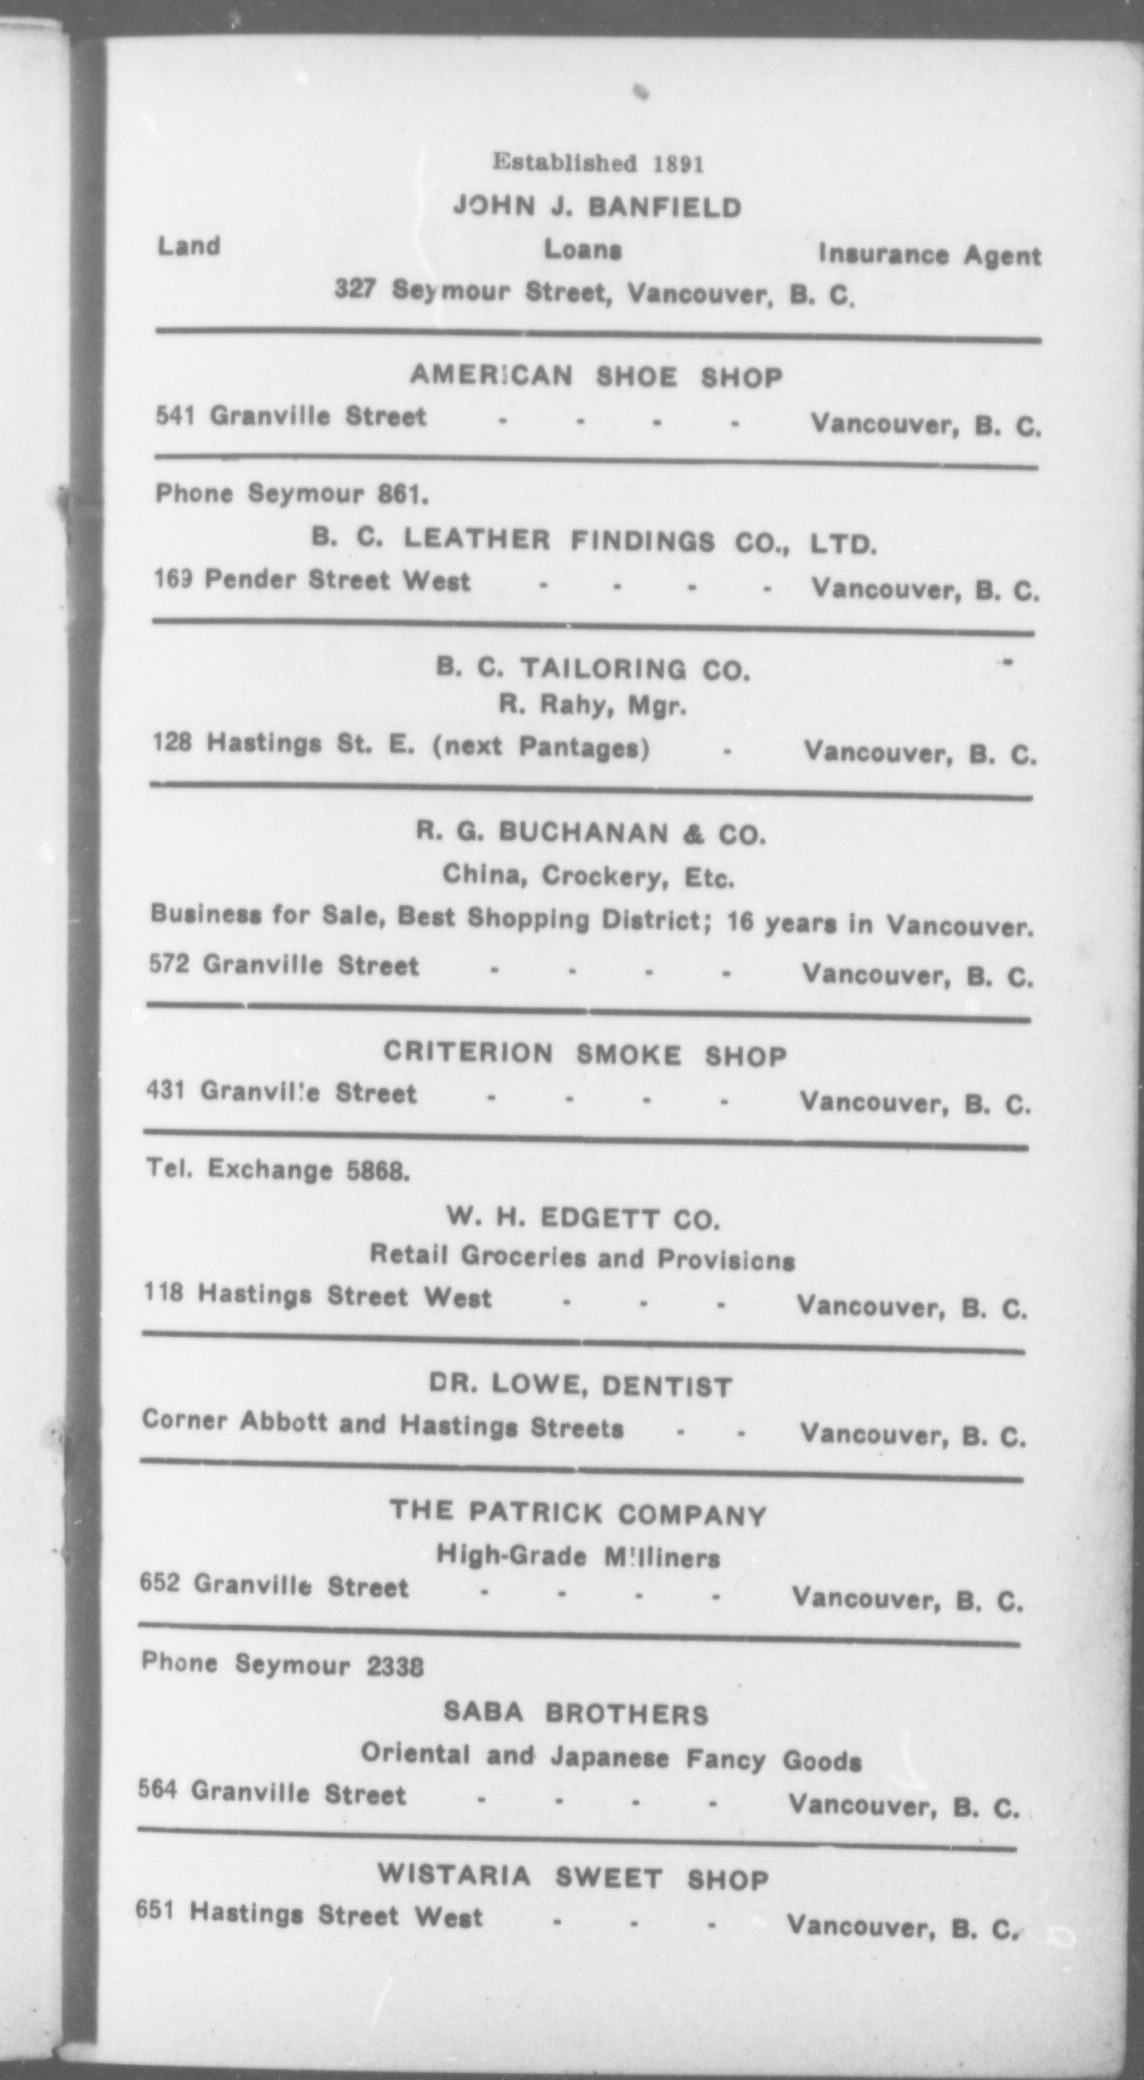 Established 1891
JOHN J. BANFIELD
Land Loans Insurance Agent
327 Seymour Street, Vancouver, B. C.
AMERICAN SHOE SHOP
541 Granville Street - - - - Vancouver, B. C.
Phone Seymour 861.
B. C. LEATHER FINDINGS CO., LTD.
169 Pender Street West - - - - Vancouver, B. C.
B. C. TAILORING CO.
R. Rahy, Mgr.
128 Hastings St. E. (next Pantages) - Vancouver, B. C.
R. G. BUCHANAN & CO.
China, Crockery, Etc.
Business for Sale, Best Shopping District; 16 years in Vancouver.
572 Granville Street - - - - Vancouver, B. C.
CRITERION SMOKE SHOP
431 Granville Street - - - - Vancouver, B. C.
Tel. Exchange 5868.
W. H. EDGETT CO.
Retail Groceries and Provisions
118 Hastings Street West - - - Vancouver, B. C.
DR. LOWE, DENTIST
Corner Abbott and Hastings Streets - - Vancouver, B. C.
THE PATRICK COMPANY
High-Grade Milliners
652 Granville Street - - - - Vancouver, B. C.
Phone Seymour 2338
SABA BROTHERS
Oriental and Japanese Fancy Goods
564 Granville Street - - - - Vancouver, B. C.
WISTARIA SWEET SHOP
651 Hastings Street West - - - Vancouver, B. C.